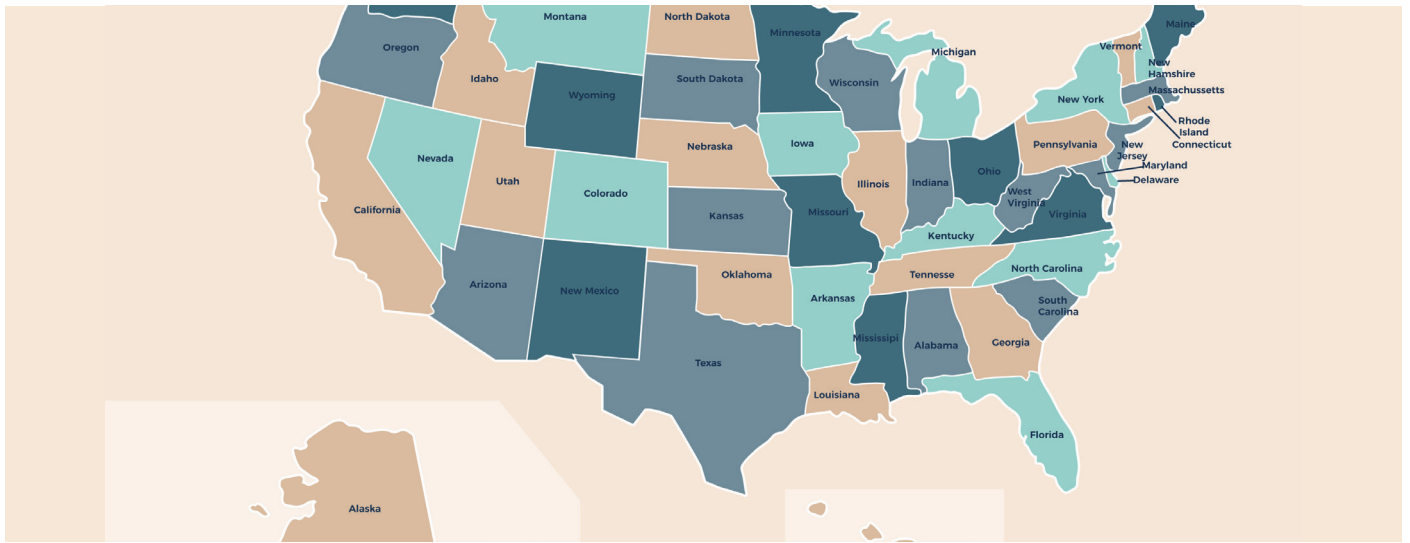 Montana
North Dakota
Minnesota
Maine
Oregon
Vermont
Michigan
New
Hamshire
Idaho
South Dakota
Wisconsin
Massachussetts
Wyoming
New York
Rhode
Island
Connecticut
Nebraska
Iowa
Pennsylvania
New
Jersey
Nevada
Maryland
Utah
Colorado
Illinois
Indiana
Ohio
Delaware
West
Virginia
California
Kansas
Missouri
Virginia
Kentucky
Oklahoma
Tennesse
North Carolina
Arizona
New Mexico
Arkansas
South
Carolina
Mississipi
Alabama
Georgia
Texas
Louisiana
Florida
Alaska